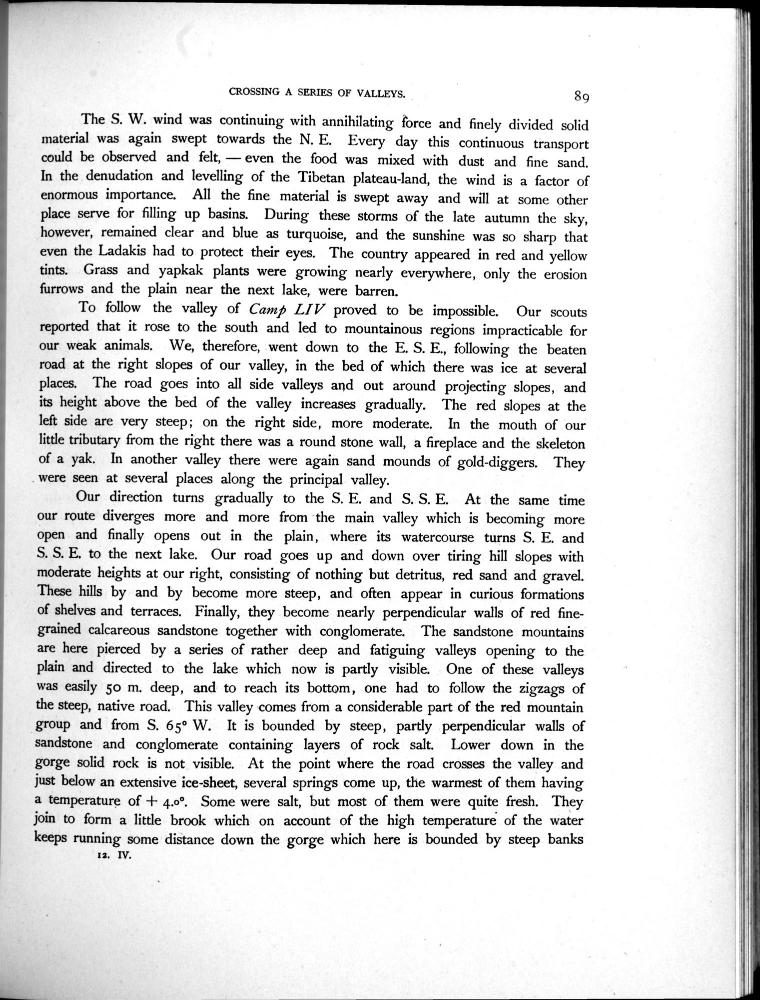 CROSSING A SERIES OF VALLEYS.
89
The S. W. wind was continuing with annihilating force and finely divided solid
material was again swept towards the N. E. Every day this continuous transport
could be observed and felt, — even the food was mixed with dust and fine sand.
In the denudation and levelling of the Tibetan plateau-land, the wind is a factor of
enormous importance. All the fine material is swept away and will at some other
place serve for filling up basins. During these storms of the late autumn the sky,
however, remained clear and blue as turquoise, and the sunshine was so sharp that
even the Ladakis had to protect their eyes. The country appeared in red and yellow
tints. Grass and yapkak plants were growing nearly everywhere, only the erosion
furrows and the plain near the next lake, were barren.
To follow the valley of Camp LIV proved to be impossible. Our scouts
reported that it rose to the south and led to mountainous regions impracticable for
our weak animals. We, therefore, went down to the E. S. E., following the beaten
road at the right slopes of our valley, in the bed of which there was ice at several
places. The road goes into all side valleys and out around projecting slopes, and
its height above the bed of the valley increases gradually. The red slopes at the
left side are very steep; on the right side, more moderate. In the mouth of our
little tributary from the right there was a round stone wall, a fireplace and the skeleton
of a yak. In another valley there were again sand mounds of gold-diggers. They
were seen at several places along the principal valley.
Our direction turns gradually to the S. E. and S. S. E. At the same time
our route diverges more and more from the main valley which is becoming more
open and finally opens out in the plain, where its watercourse turns S. E. and
S. S. E. to the next lake. Our road goes up and down over tiring hill slopes with
moderate heights at our right, consisting of nothing but detritus, red sand and gravel.
These hills by and by become more steep, and often appear in curious formations
of shelves and terraces. Finally, they become nearly perpendicular walls of red fine-
grained calcareous sandstone together with conglomerate. The sandstone mountains
are here pierced by a series of rather deep and fatiguing valleys opening to the
plain and directed to the lake which now is partly visible. One of these valleys
was easily 50 m. deep, and to reach its bottom, one had to follow the zigzags of
the steep, native road. This valley comes from a considerable part of the red mountain
group and from S. 65° W. It is bounded by steep, partly perpendicular walls of
sandstone and conglomerate containing layers of rock salt. Lower down in the
gorge solid rock is not visible. At the point where the road crosses the valley and
just below an extensive ice-sheet, several springs come up, the warmest of them having
a temperature of + 4.0°. Some were salt, but most of them were quite fresh. They
join to form a little brook which on account of the high temperature of the water
keeps running some distance down the gorge which here is bounded by steep banks
12. IV.